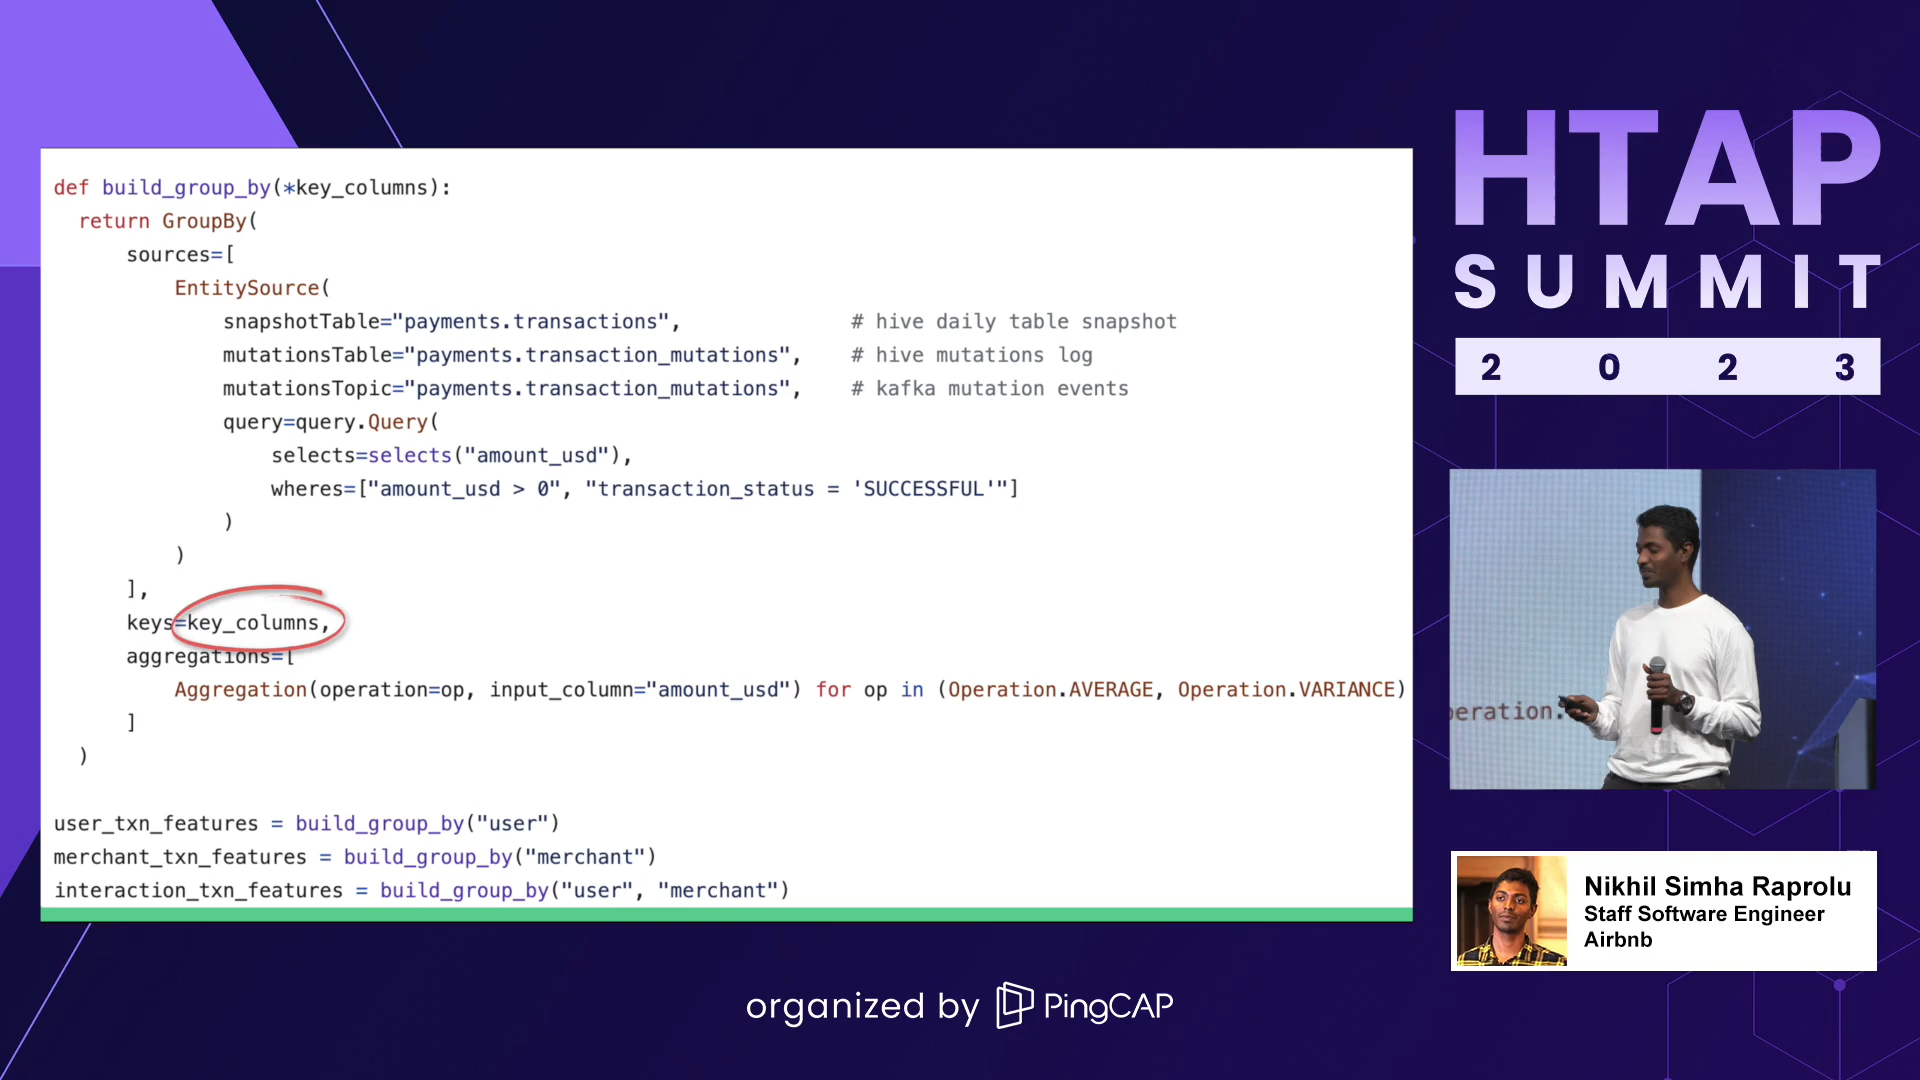 def build_group_by(*key_columns):
  return GroupBy(
      sources=[
          EntitySource(
              snapshotTable="payments.transactions",              # hive daily table snapshot
              mutationsTable="payments.transaction_mutations",    # hive mutations log
              mutationsTopic="payments.transaction_mutations",    # kafka mutation events
              query=query.Query(
                  selects=selects("amount_usd"),
                  wheres=["amount_usd > 0", "transaction_status = 'SUCCESSFUL'"]
              )
          )
      ],
      keys=key_columns,
      aggregations=[
          Aggregation(operation=op, input_column="amount_usd") for op in (Operation.AVERAGE, Operation.VARIANCE)
      ]
  )
user_txn_features = build_group_by("user")
merchant_txn_features = build_group_by("merchant")
interaction_txn_features = build_group_by("user", "merchant")
HTAP
SUMMIT
2 0 2 3
peration.
Nikhil Simha Raprolu
Staff Software Engineer
Airbnb
organized by PingCAP